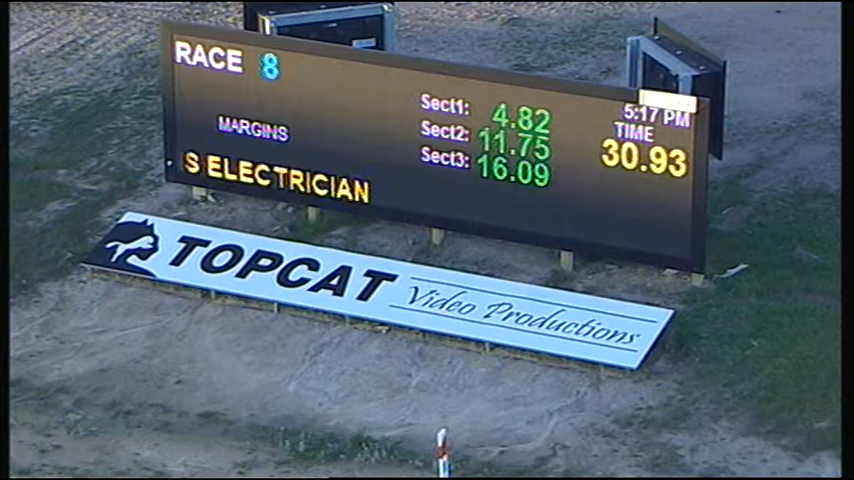 RACE 8
MARGINS
S ELECTRICIAN
Sect1: 4.82
Sect2: 11.75
Sect3: 16.09
5:17 PM
TIME
30.93
TOPCAT Video Productions